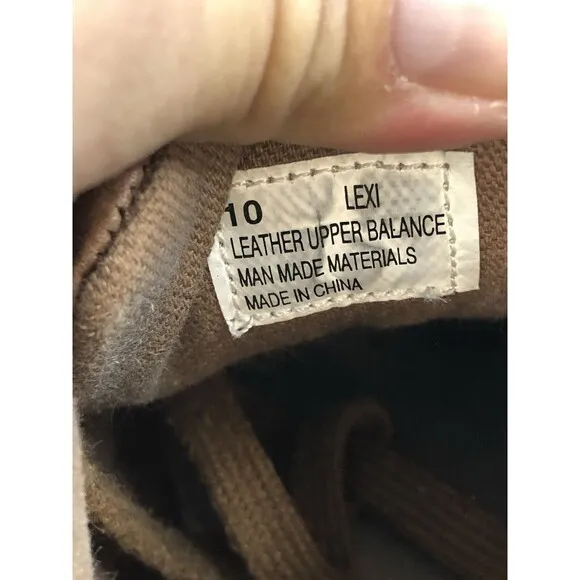 10 LEXI
LEATHER UPPER BALANCE
MAN MADE MATERIALS
MADE IN CHINA